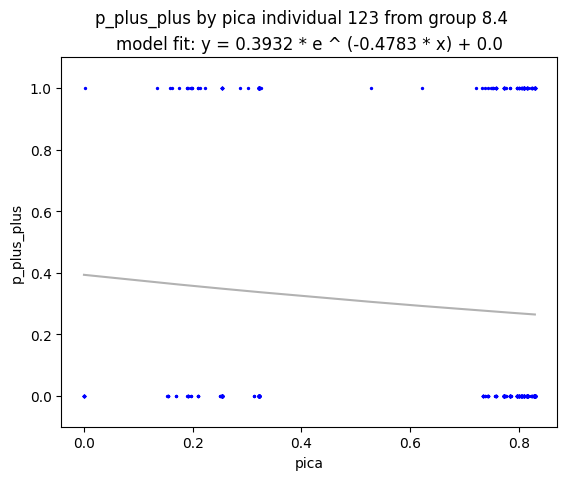 p_plus_plus by pica individual 123 from group 8.4
model fit: y = 0.3932 * e ^ (-0.4783 * x) + 0.0
1.0
0.8
0.6
0.4
0.2
0.0
p_plus_plus
0.0 0.2 0.4 0.6 0.8
pica